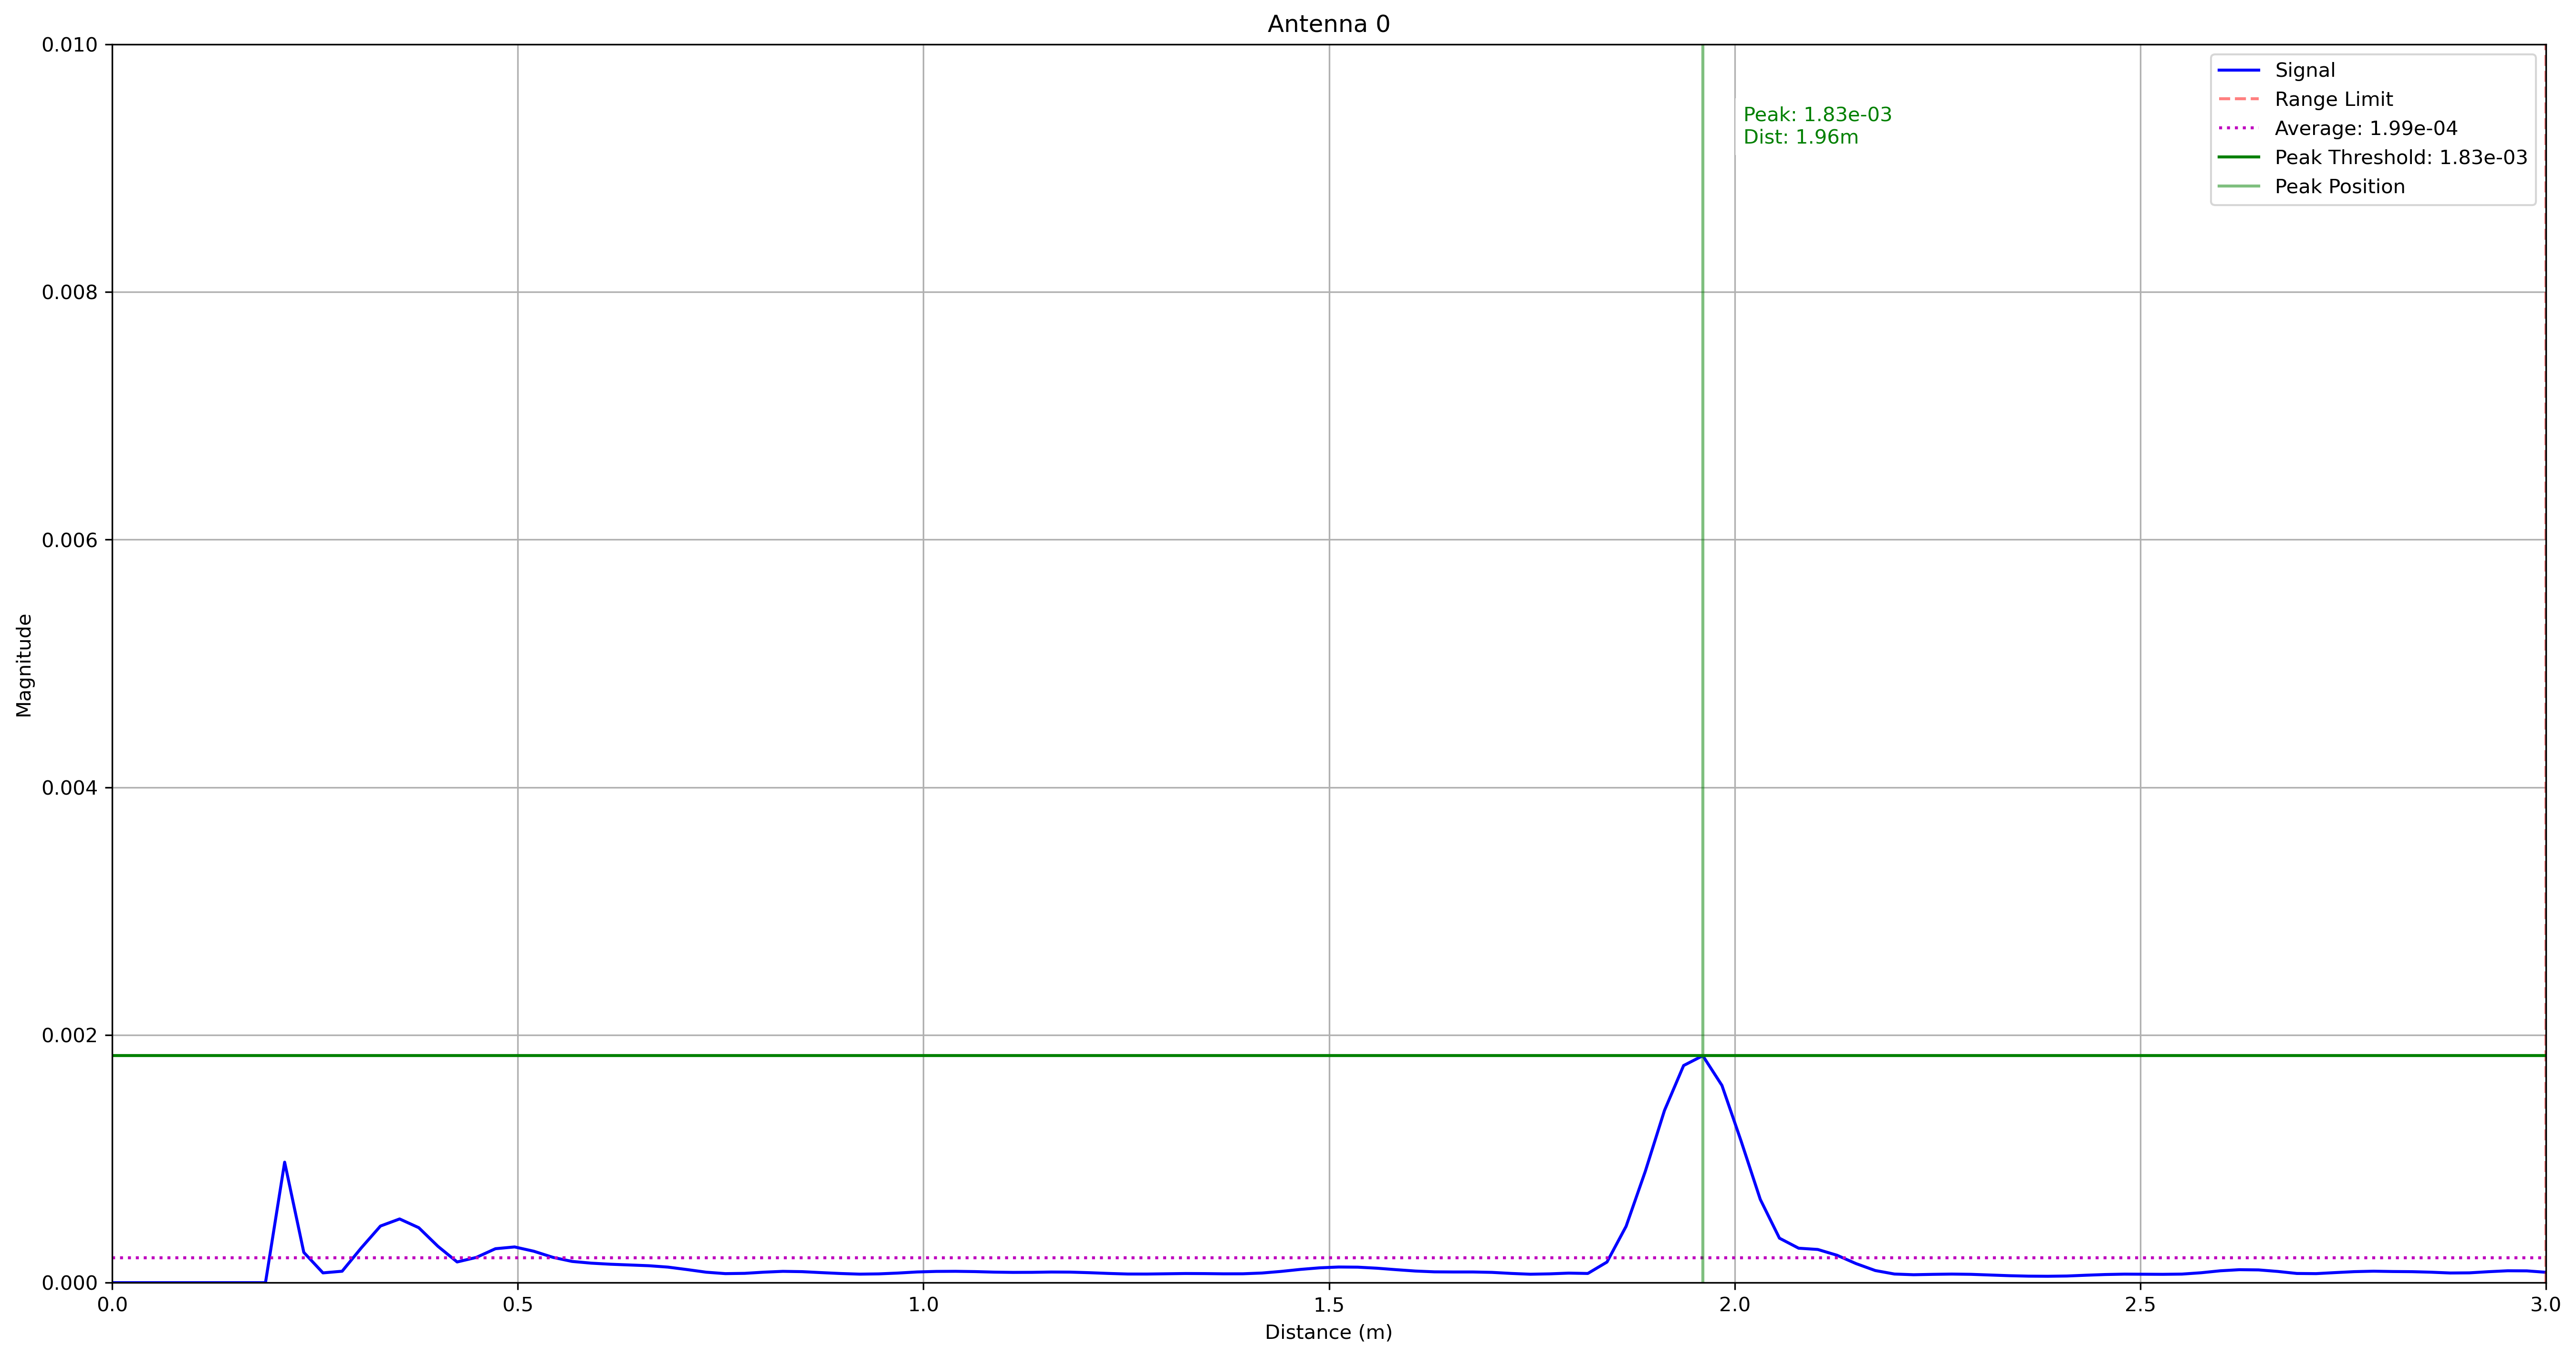 Antenna 0
0.010
0.008
0.006
0.004
0.002
0.000
Magnitude
Peak: 1.83e-03
Dist: 1.96m
Signal
Range Limit
Average: 1.99e-04
Peak Threshold: 1.83e-03
Peak Position
0.0 0.5 1.0 1.5 2.0 2.5 3.0
Distance (m)